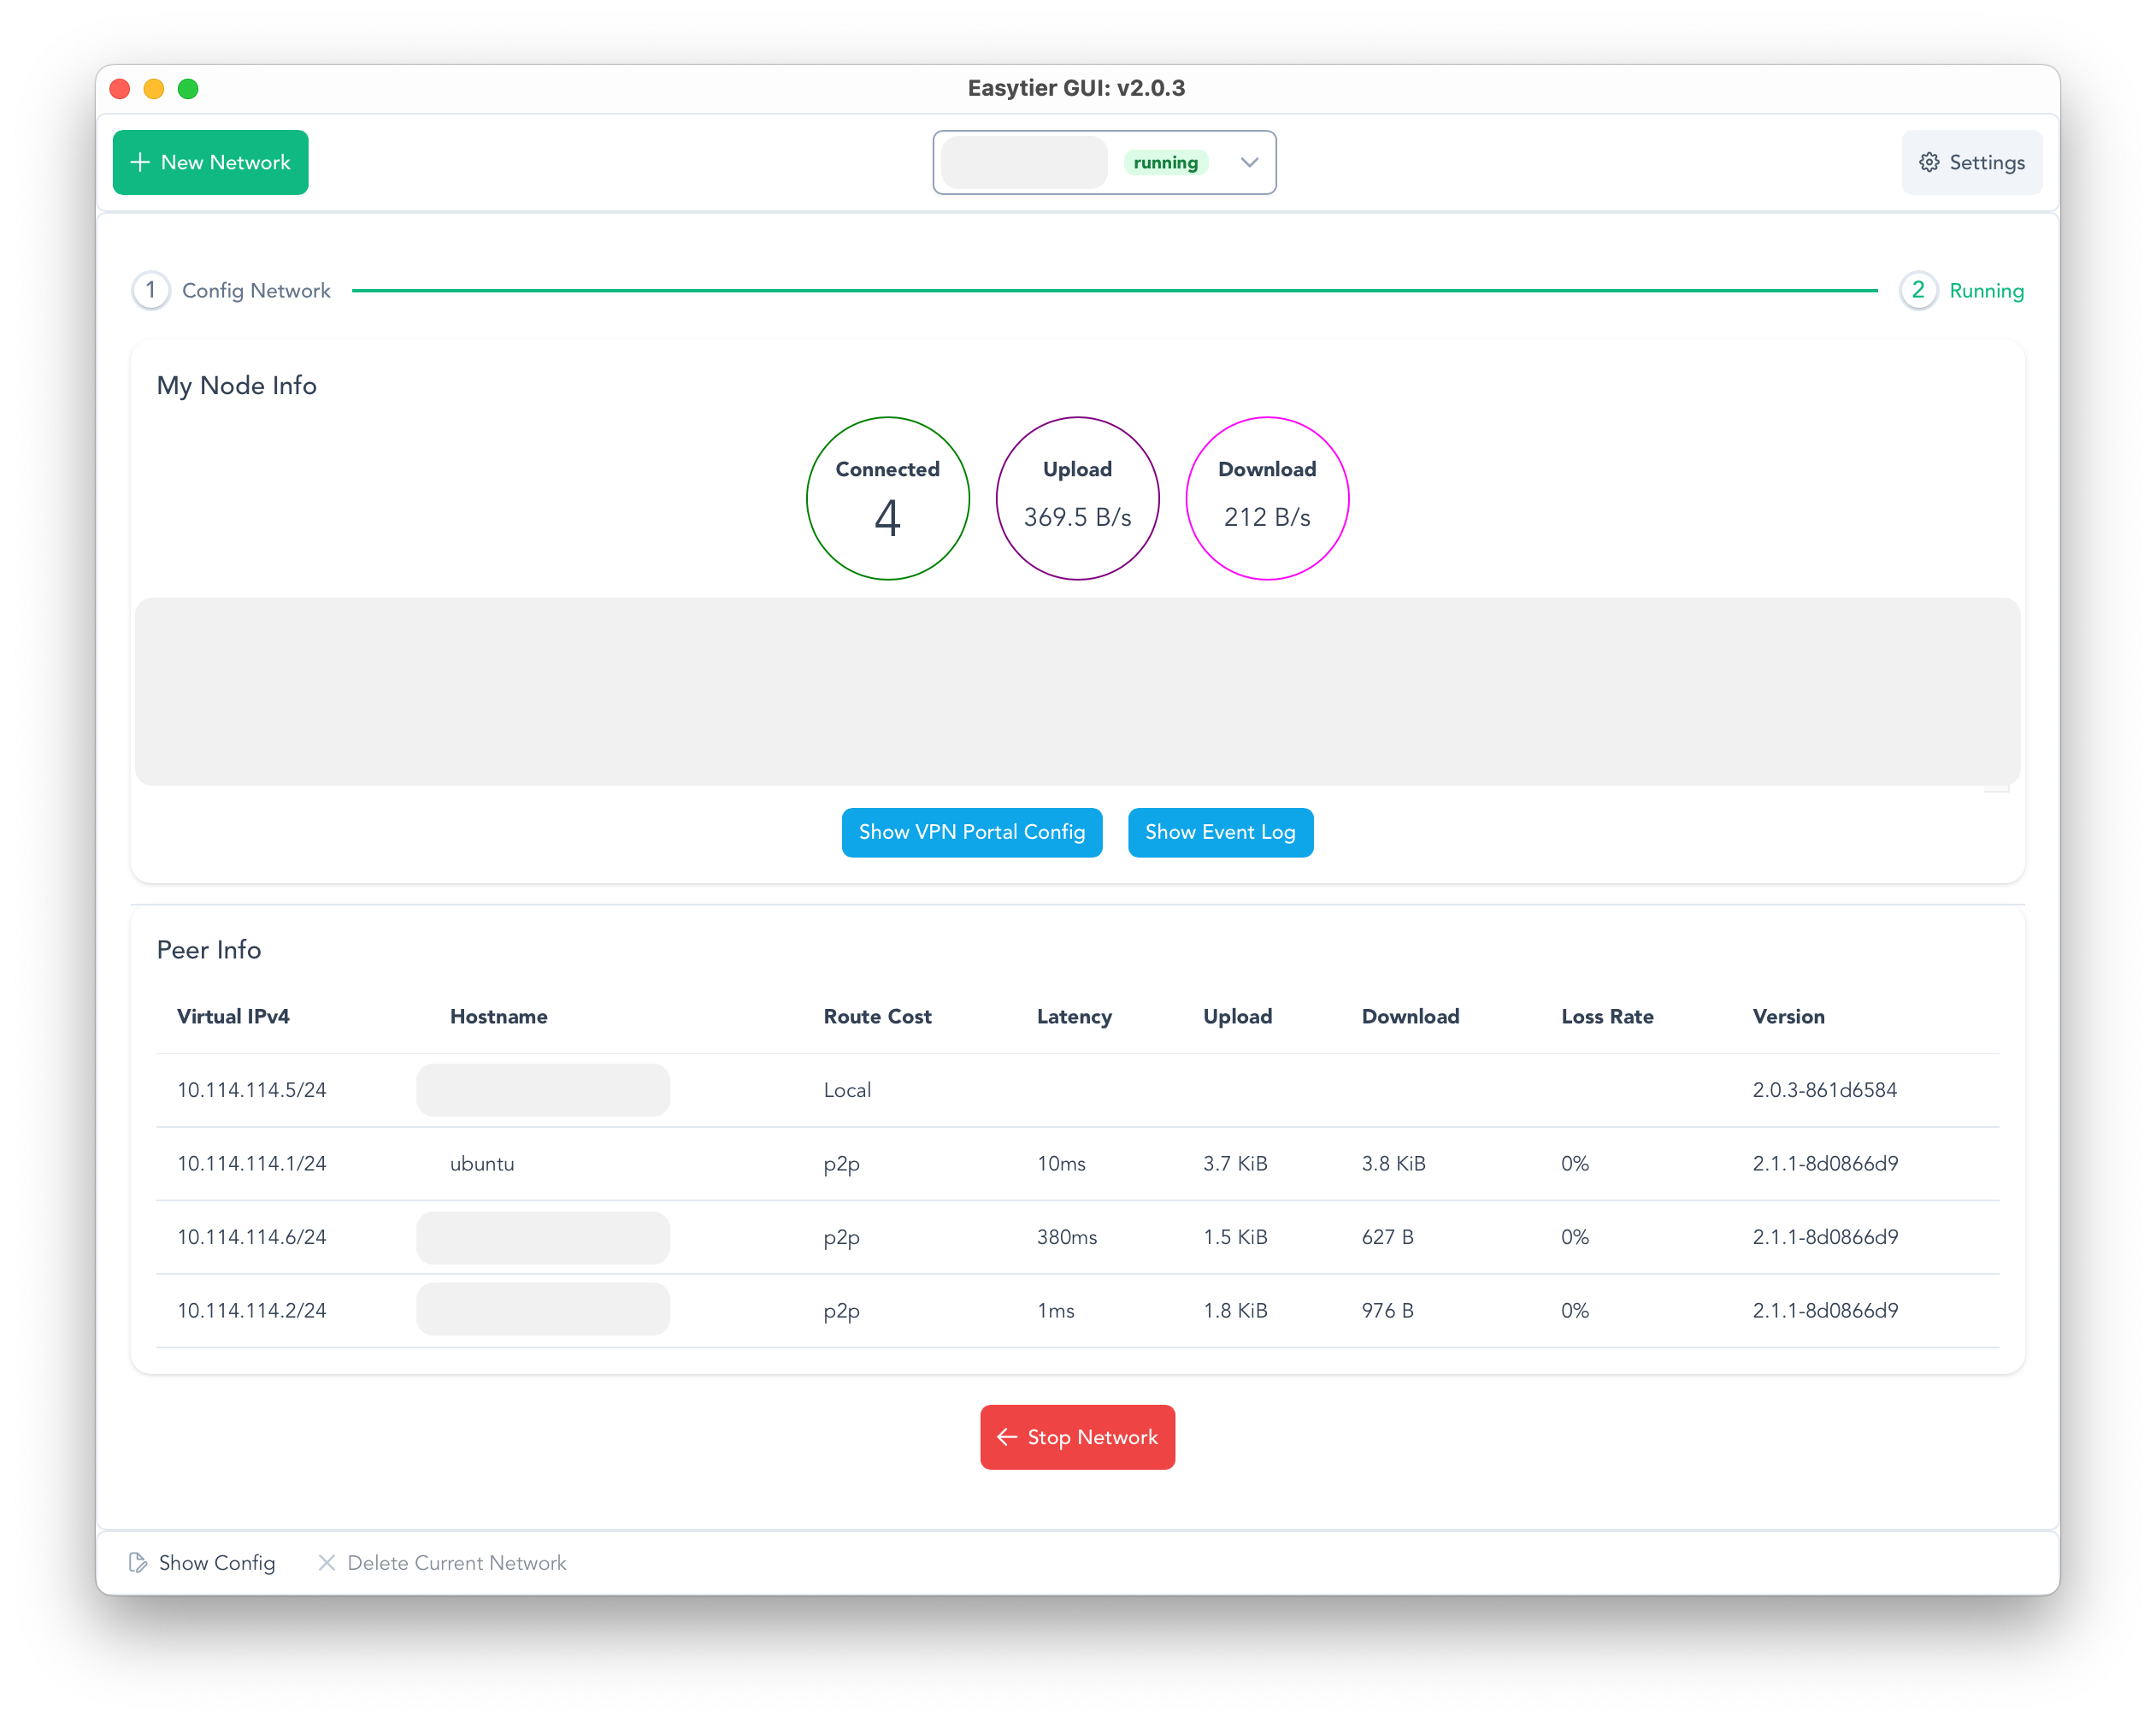 Easytier GUI: v2.0.3
New Network
running
Settings
1 Config Network
2 Running
My Node Info
Connected
4
Upload
369.5 B/s
Download
212 B/s
Show VPN Portal Config
Show Event Log
Peer Info
Virtual IPv4 Hostname Route Cost Latency Upload Download Loss Rate Version
10.114.114.5/24 Local 2.0.3-861d6584
10.114.114.1/24 ubuntu p2p 10ms 3.7 KiB 3.8 KiB 0% 2.1.1-8d0866d9
10.114.114.6/24 p2p 380ms 1.5 KiB 627 B 0% 2.1.1-8d0866d9
10.114.114.2/24 p2p 1ms 1.8 KiB 976 B 0% 2.1.1-8d0866d9
Stop Network
Show Config
Delete Current Network